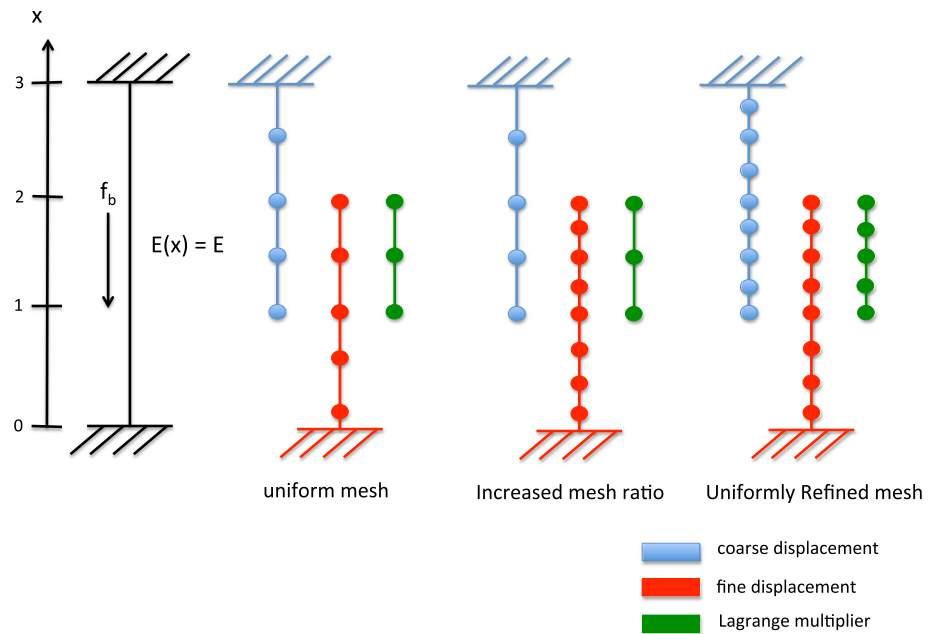 x
3
2
1
0
f_b
E(x) = E
uniform mesh
Increased mesh ratio
Uniformly Refined mesh
coarse displacement
fine displacement
Lagrange multiplier